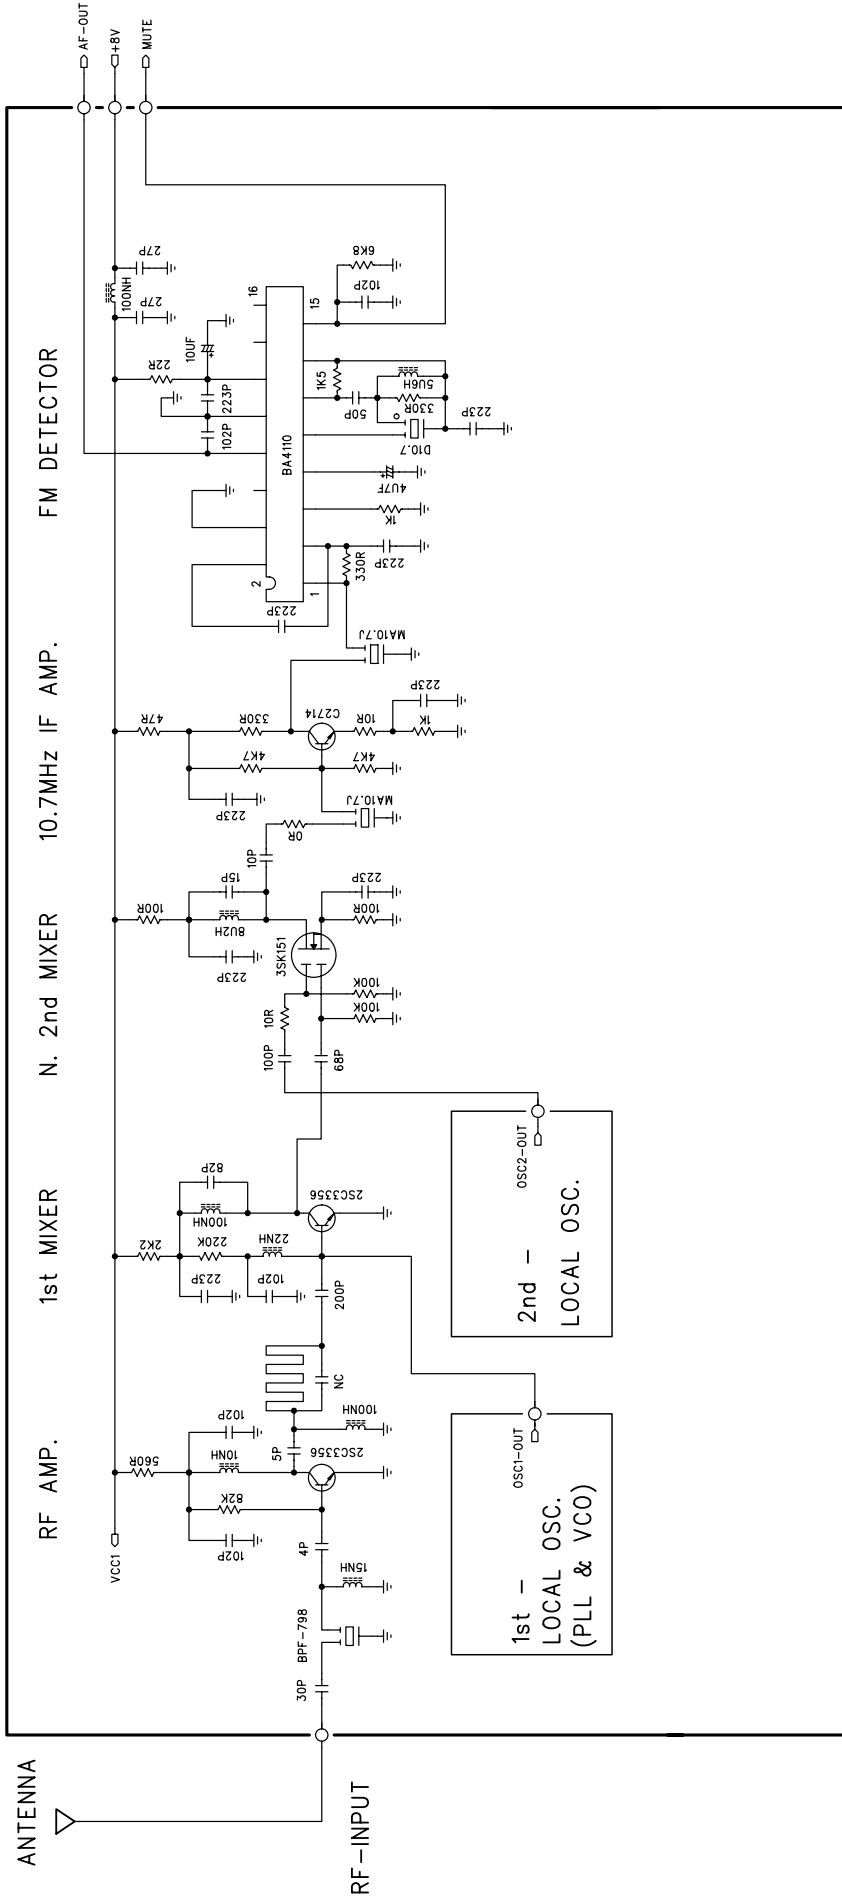 ANTENNA
RF-INPUT
RF AMP.
1st MIXER
N. 2nd MIXER
10.7MHz IF AMP.
FM DETECTOR
AF-OUT
+8V
MUTE
VCC1
30P
BPF-798
15NH
4P
102P
82K
560R
10NH
102P
2SC3356
5P
100NH
NC
200P
223P
102P
2K2
220K
22NH
100NH
82P
2SC3356
68P
100P
10R
100K
100K
3SK151
223P
100R
8U2H
15P
100R
223P
10P
0R
MA10.7J
223P
4K7
4K7
47R
330R
C2714
10R
1K
223P
MA10.7J
223P
330R
223P
1K
4U7F
D10.7
223P
50P
330R
5U6H
1K5
102P
6K8
BA4110
1
2
15
16
102P
223P
22R
10UF
27P
100NH
27P
OSC1-OUT
1st -
LOCAL OSC.
(PLL & VCO)
OSC2-OUT
2nd -
LOCAL OSC.